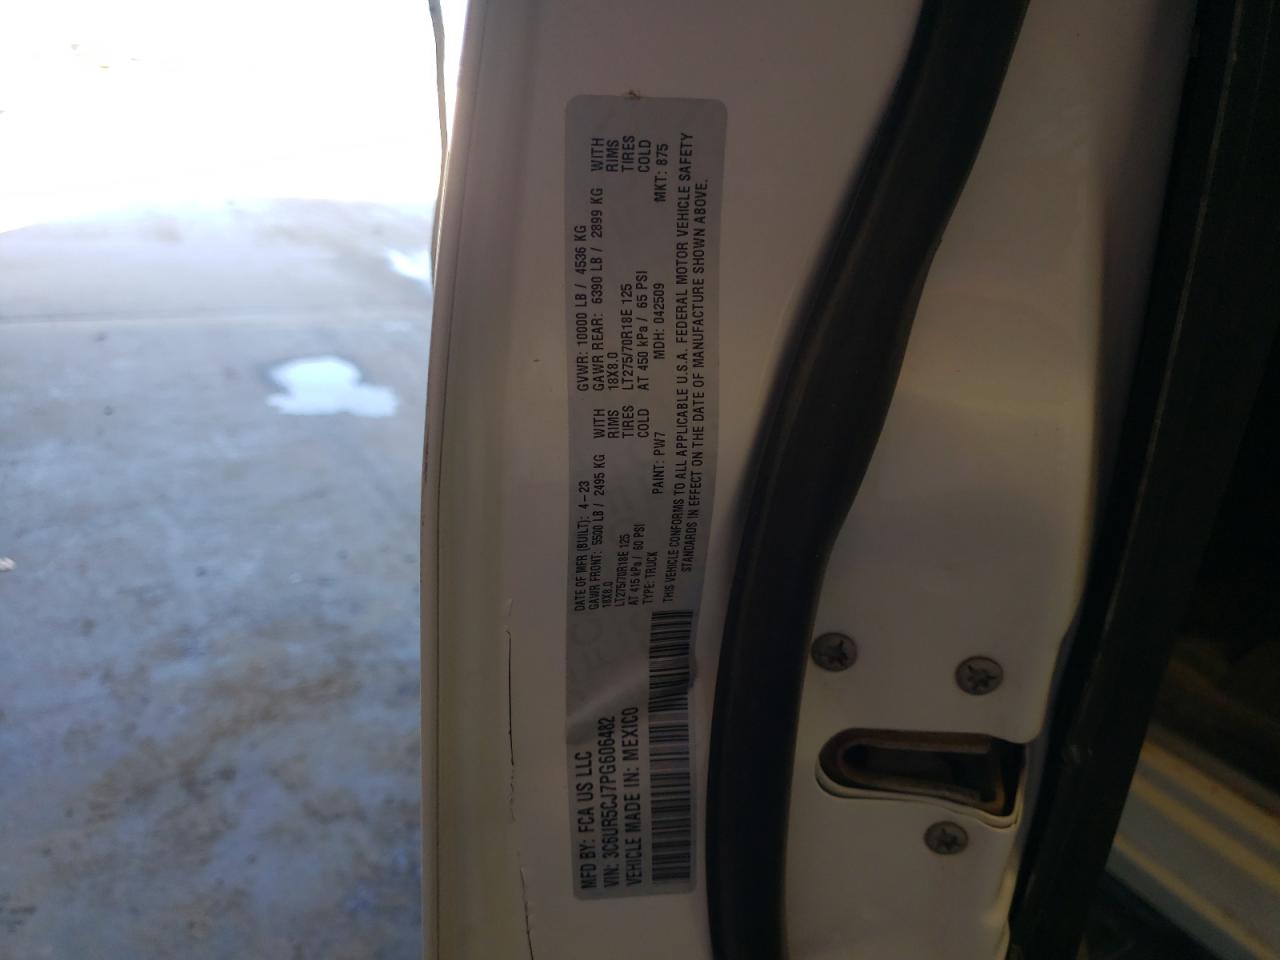 MFD BY: FCA US LLC
VIN: 3C6UR5CJ7PG606482
VEHICLE MADE IN: MEXICO
DATE OF MFR (BUILT): 4-23
GVWR: 10000 LB / 4536 KG
GAWR FRONT: 5500 LB / 2495 KG WITH
18X8.0 RIMS
LT275/70R18E 125 TIRES
AT 415 kPa / 60 PSI COLD
GAWR REAR: 6390 LB / 2899 KG WITH
18X8.0 RIMS
LT275/70R18E 125 TIRES
AT 450 kPa / 65 PSI COLD
TYPE: TRUCK PAINT: PW7 MDH: 042509 MKT: 875
THIS VEHICLE CONFORMS TO ALL APPLICABLE U.S.A. FEDERAL MOTOR VEHICLE SAFETY
STANDARDS IN EFFECT ON THE DATE OF MANUFACTURE SHOWN ABOVE.